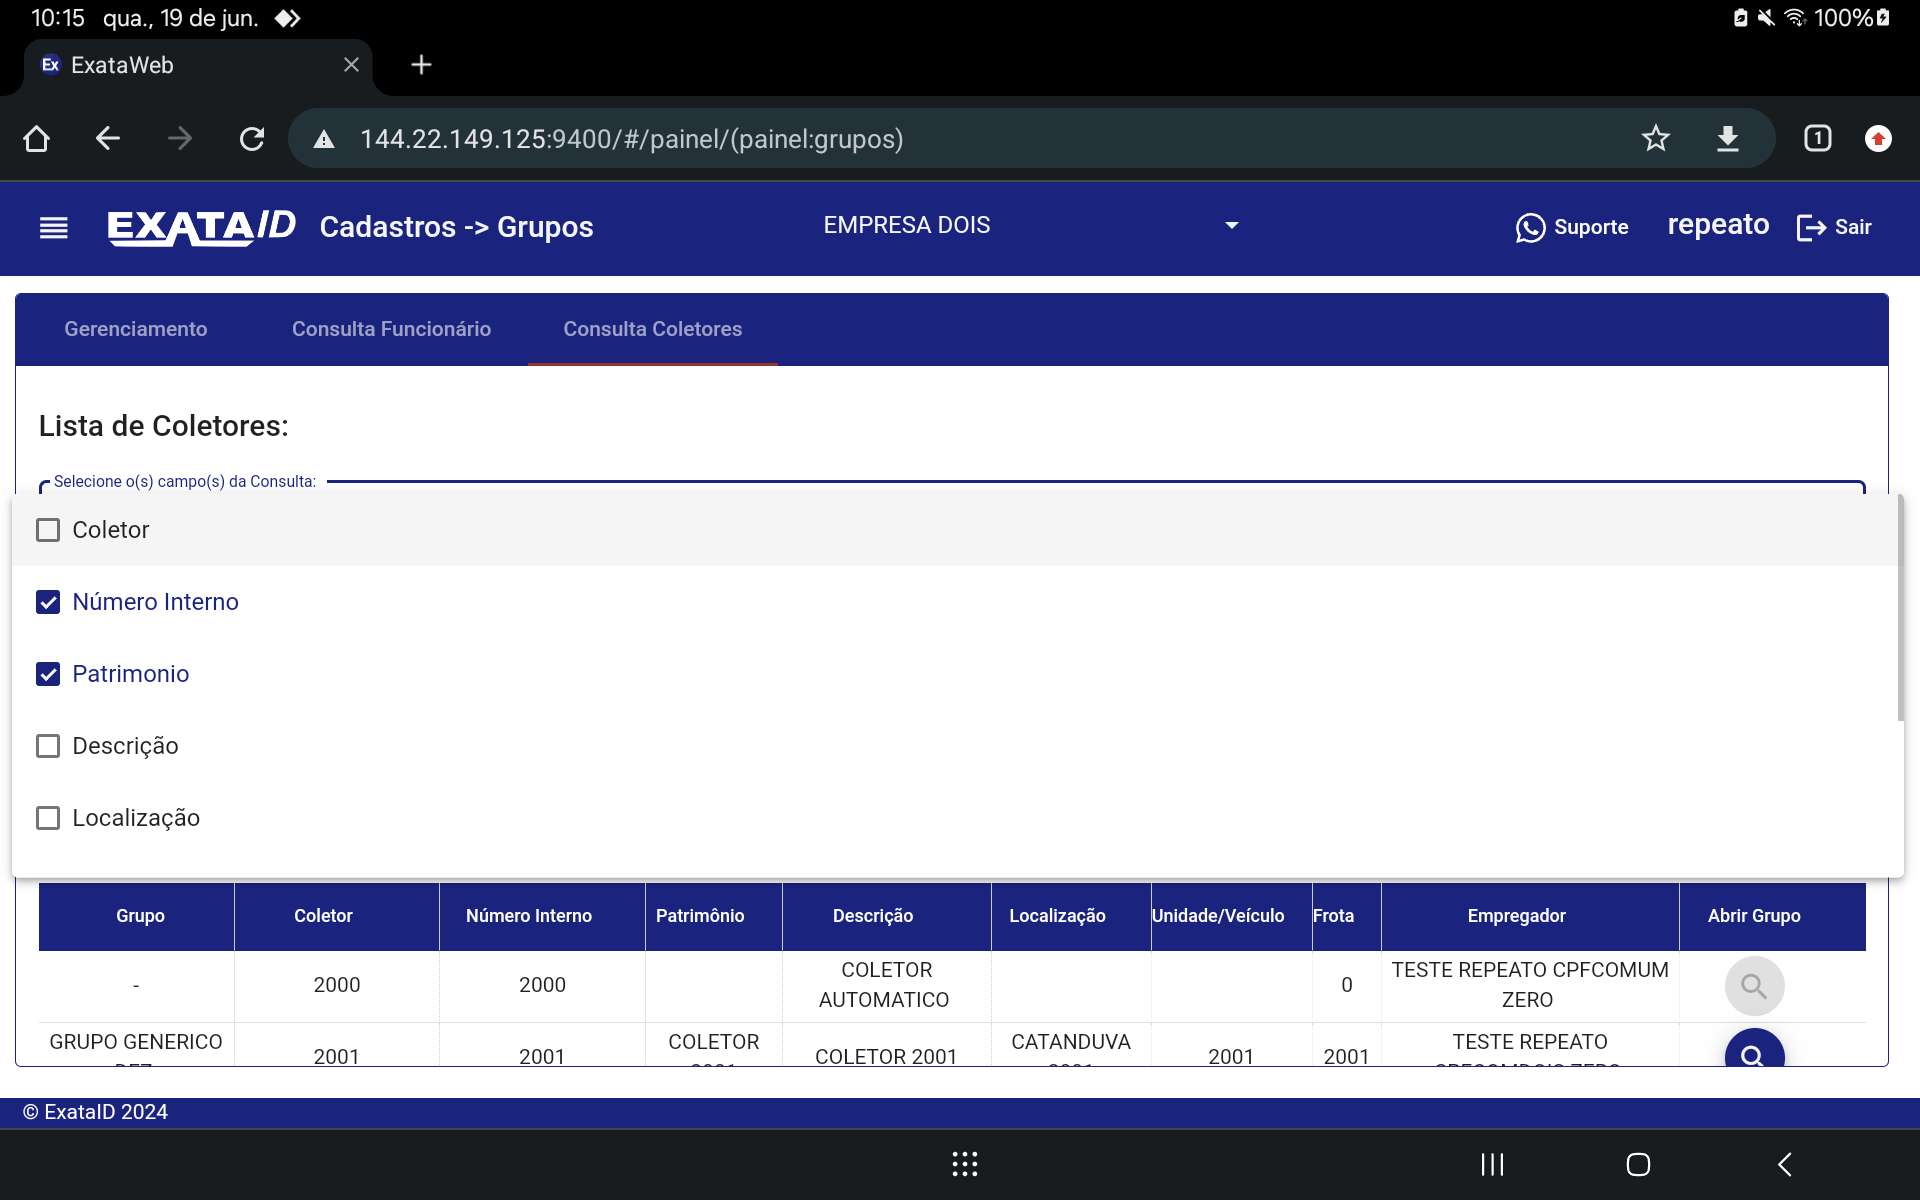 10:15 qua., 19 de jun.
100%
Ex ExataWeb
144.22.149.125:9400/#/painel/(painel:grupos)
1
EXATAID Cadastros -> Grupos EMPRESA DOIS Suporte repeato Sair
Gerenciamento Consulta Funcionário Consulta Coletores
Lista de Coletores:
Selecione o(s) campo(s) da Consulta:
Coletor
Número Interno
Patrimonio
Descrição
Localização
Grupo Coletor Número Interno Patrimônio Descrição Localização Unidade/Veículo Frota Empregador Abrir Grupo
- 2000 2000 COLETOR AUTOMATICO 0 TESTE REPEATO CPFCOMUM ZERO
GRUPO GENERICO 2001 2001 COLETOR COLETOR 2001 CATANDUVA 2001 2001 TESTE REPEATO
© ExataID 2024